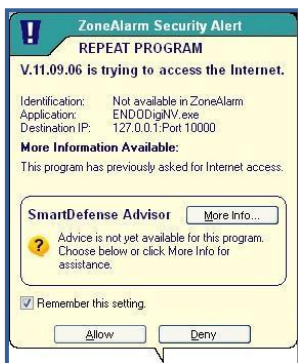 ZoneAlarm Security Alert
REPEAT PROGRAM
V.11.09.06 is trying to access the Internet.
Identification: Not available in ZoneAlarm
Application: ENDODigiNV.exe
Destination IP: 127.0.0.1:Port 10000
More Information Available:
This program has previously asked for Internet access.
SmartDefense Advisor More Info...
Advice is not yet available for this program.
Choose below or click More Info for
assistance.
Remember this setting.
Allow Deny